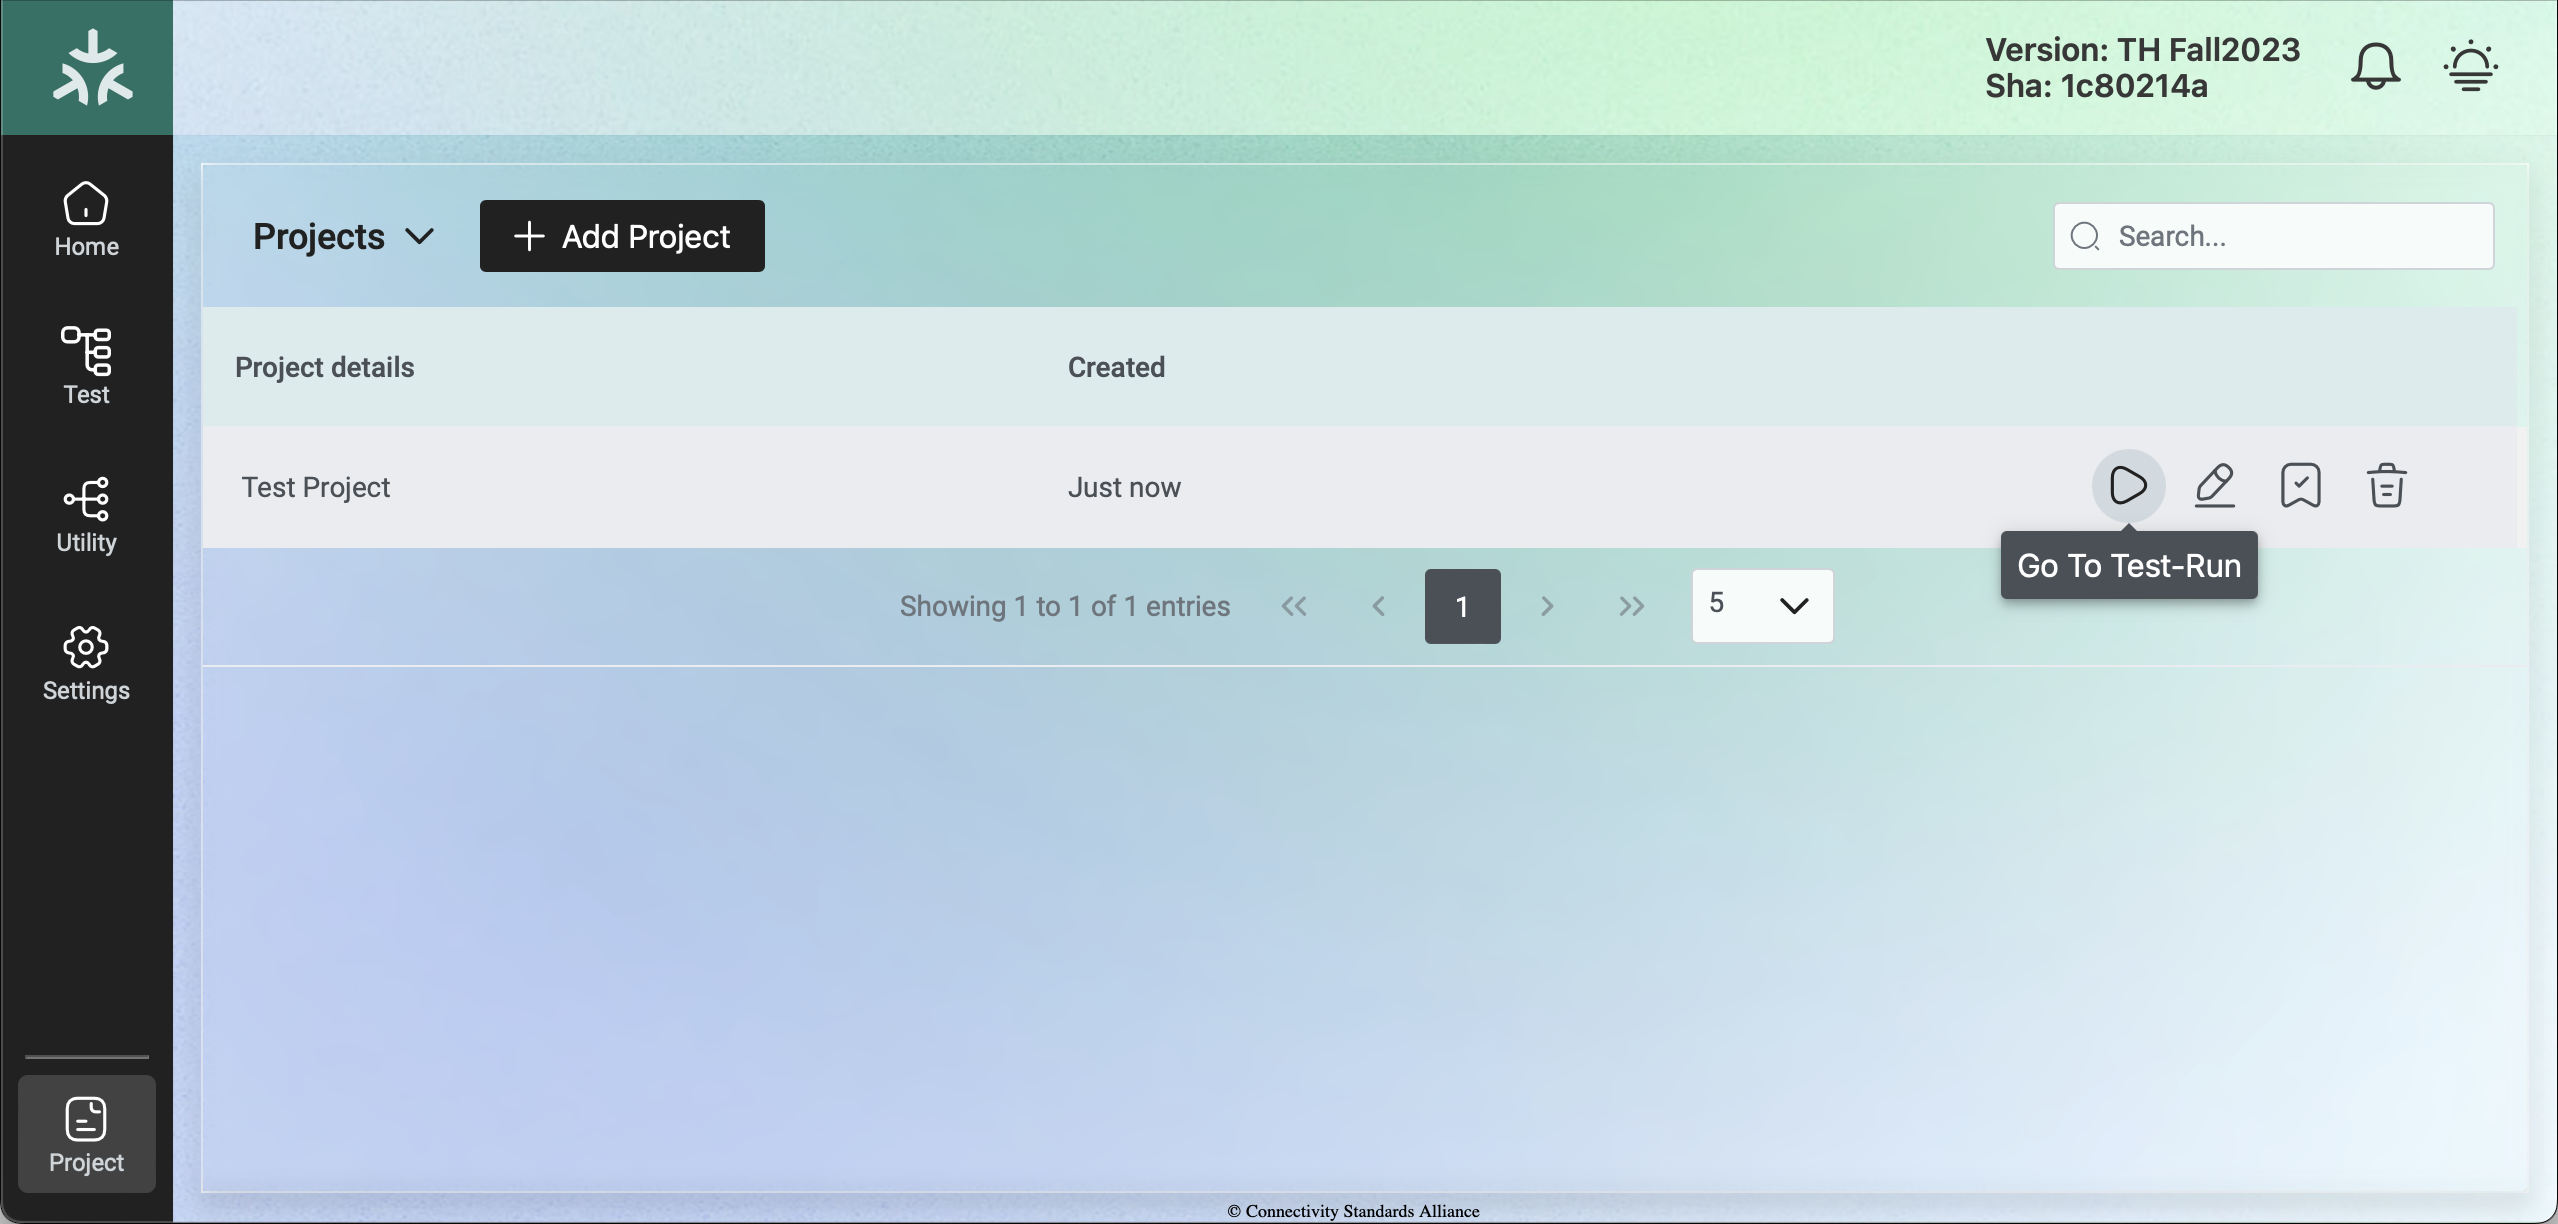 Version: TH Fall2023
Sha: 1c80214a
Home
Test
Utility
Settings
Project
Projects
Add Project
Search...
Project details
Created
Test Project
Just now
Go To Test-Run
Showing 1 to 1 of 1 entries
1
5
© Connectivity Standards Alliance